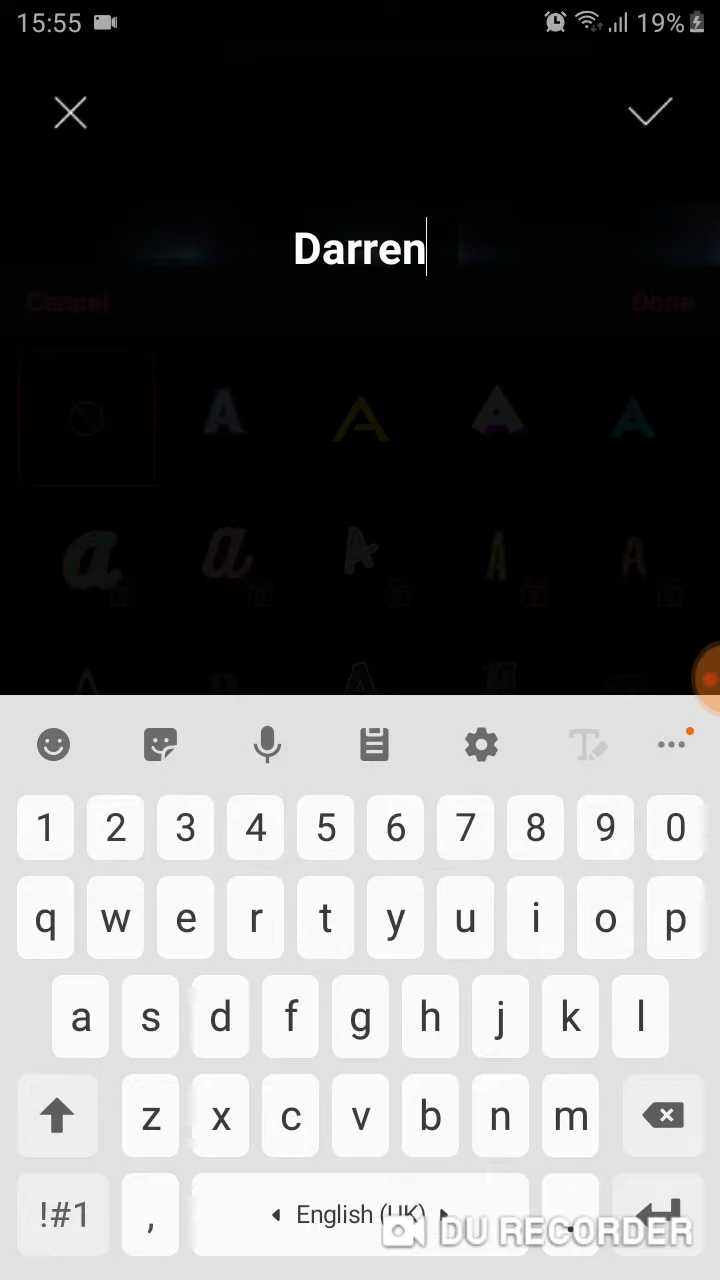 15:55
19%
Darren
Cancel
Done
A A A A
a a A A A
1 2 3 4 5 6 7 8 9 0
q w e r t y u i o p
a s d f g h j k l
z x c v b n m
!#1 , English (UK) .
DU RECORDER